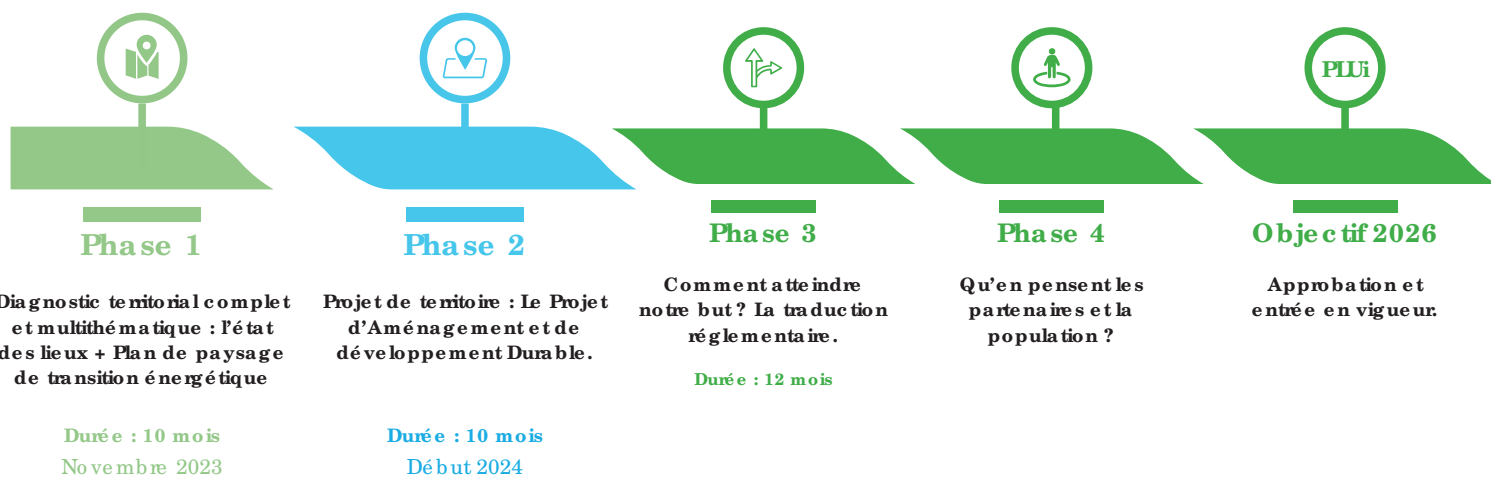 PLUi
Phase 1
Diagnostic territorial complet
et multithématique : l'état
des lieux + Plan de paysage
de transition énergétique
Durée : 10 mois
Novembre 2023
Phase 2
Projet de territoire : Le Projet
d'Aménagement et de
développement Durable.
Durée : 10 mois
Début 2024
Phase 3
Comment atteindre
notre but ? La traduction
réglementaire.
Durée : 12 mois
Phase 4
Qu'en pensent les
partenaires et la
population ?
Objectif 2026
Approbation et
entrée en vigueur.